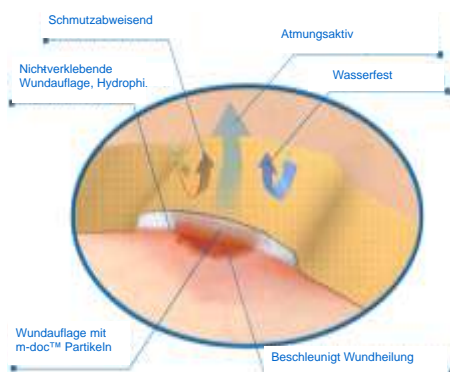 Schmutzabweisend
Atmungsaktiv
Nichtverklebende
Wundauflage, Hydrophi.
Wasserfest
Wundauflage mit
m-doc™ Partikeln
Beschleunigt Wundheilung